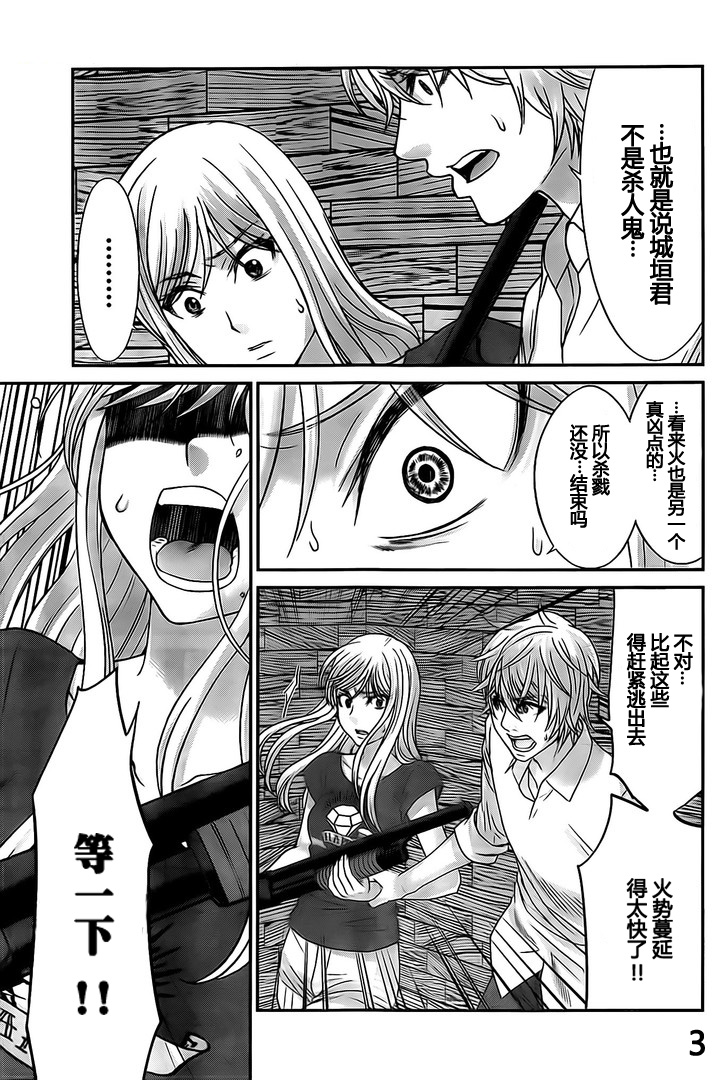 …也就是说城垣君
不是杀人鬼…
………
…看来火也是另一个
真凶点的…
所以杀戮
还没…结束吗
不对…
比起这些
得赶紧逃出去
火势蔓延
得太快了!!
等一下!!
3